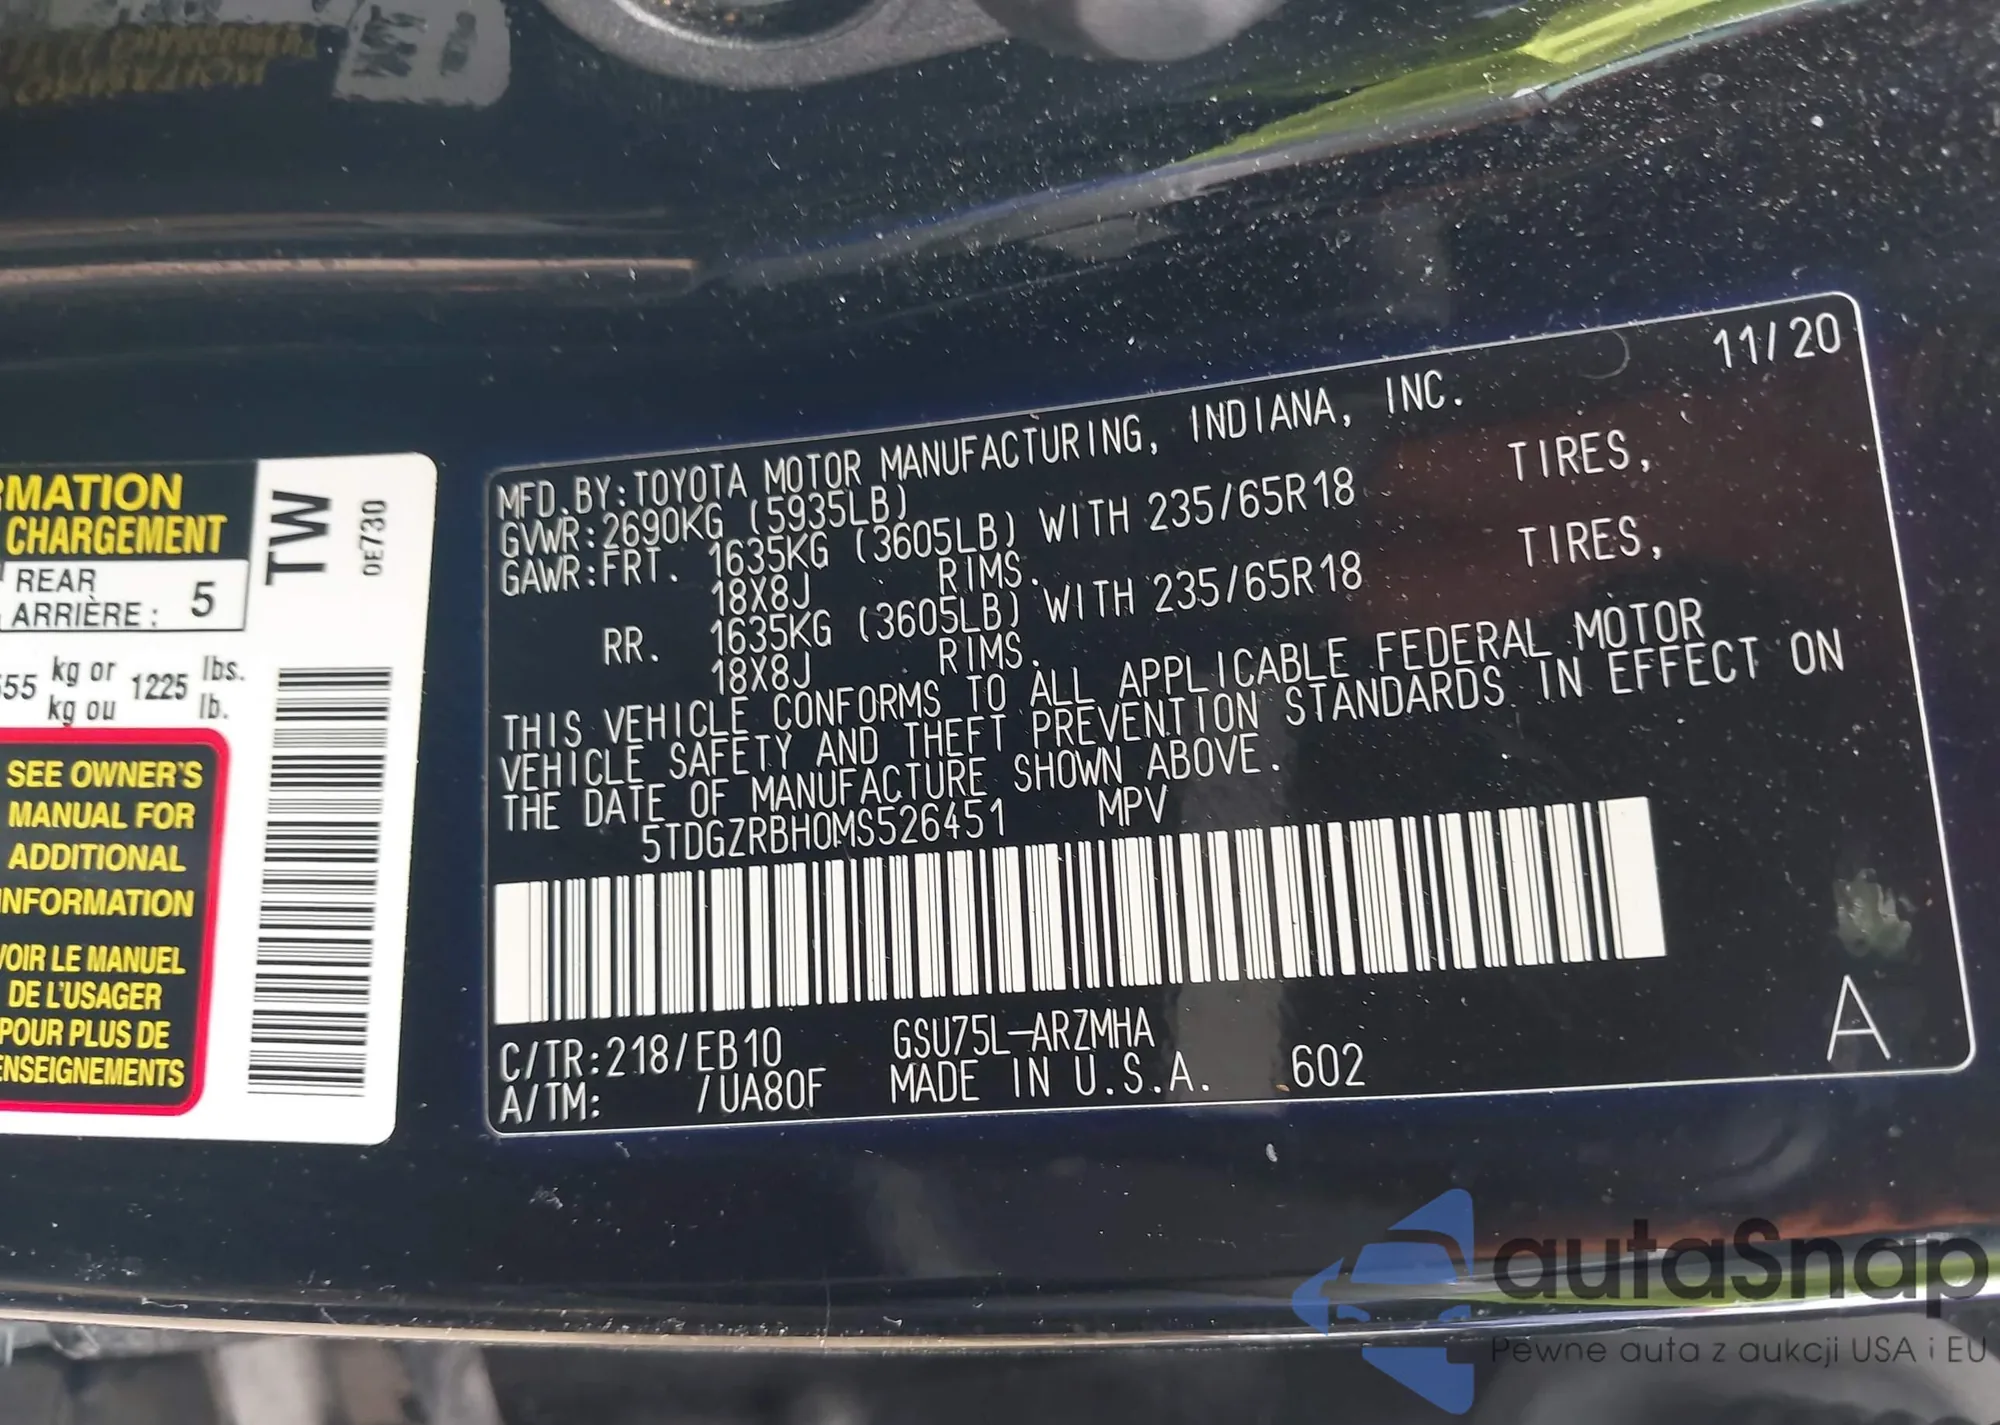 RMATION
CHARGEMENT
REAR
ARRIÈRE : 5
kg or 1225 lbs.
kg ou lb.
SEE OWNER'S
MANUAL FOR
ADDITIONAL
INFORMATION
VOIR LE MANUEL
DE L'USAGER
POUR PLUS DE
ENSEIGNEMENTS
TW
0E730
11/20
MFD.BY:TOYOTA MOTOR MANUFACTURING, INDIANA, INC.
GVWR:2690KG (5935LB)
GAWR:FRT. 1635KG (3605LB) WITH 235/65R18 TIRES,
18X8J RIMS.
RR. 1635KG (3605LB) WITH 235/65R18 TIRES,
18X8J RIMS.
THIS VEHICLE CONFORMS TO ALL APPLICABLE FEDERAL MOTOR
VEHICLE SAFETY AND THEFT PREVENTION STANDARDS IN EFFECT ON
THE DATE OF MANUFACTURE SHOWN ABOVE.
5TDGZRBH0MS526451 MPV
C/TR:218/EB10 GSU75L-ARZMHA
A/TM: /UA80F MADE IN U.S.A. 602
A
autaSnap
Pewne auta z aukcji USA i EU